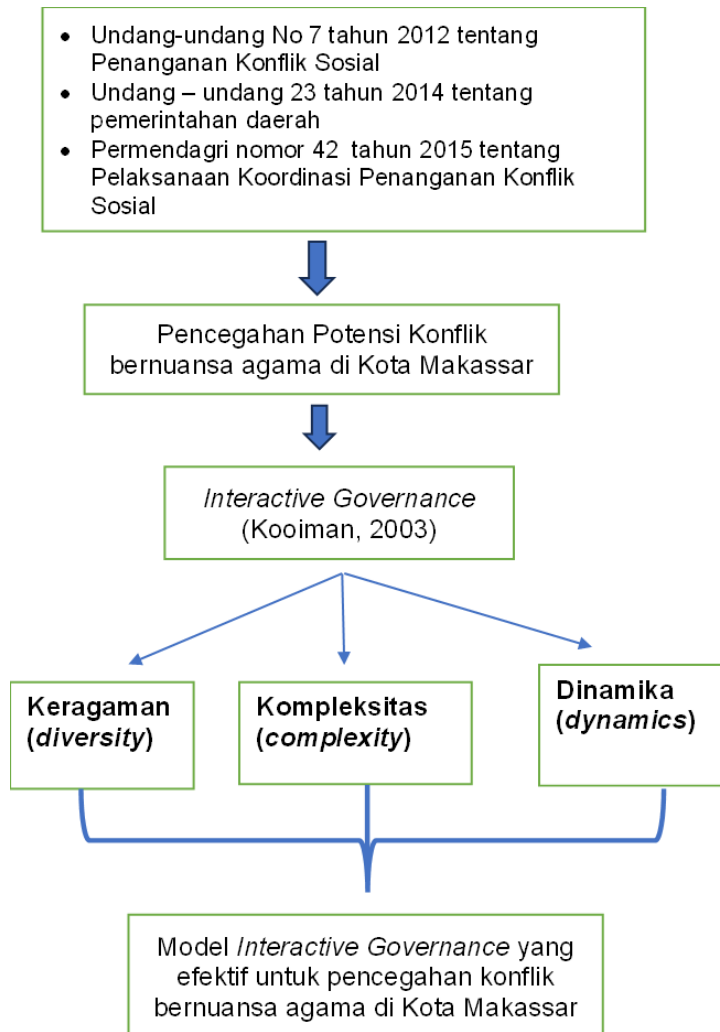 • Undang-undang No 7 tahun 2012 tentang
Penanganan Konflik Sosial
• Undang – undang 23 tahun 2014 tentang
pemerintahan daerah
• Permendagri nomor 42 tahun 2015 tentang
Pelaksanaan Koordinasi Penanganan Konflik
Sosial
Pencegahan Potensi Konflik
bernuansa agama di Kota Makassar
Interactive Governance
(Kooiman, 2003)
Keragaman
(diversity)
Kompleksitas
(complexity)
Dinamika
(dynamics)
Model Interactive Governance yang
efektif untuk pencegahan konflik
bernuansa agama di Kota Makassar